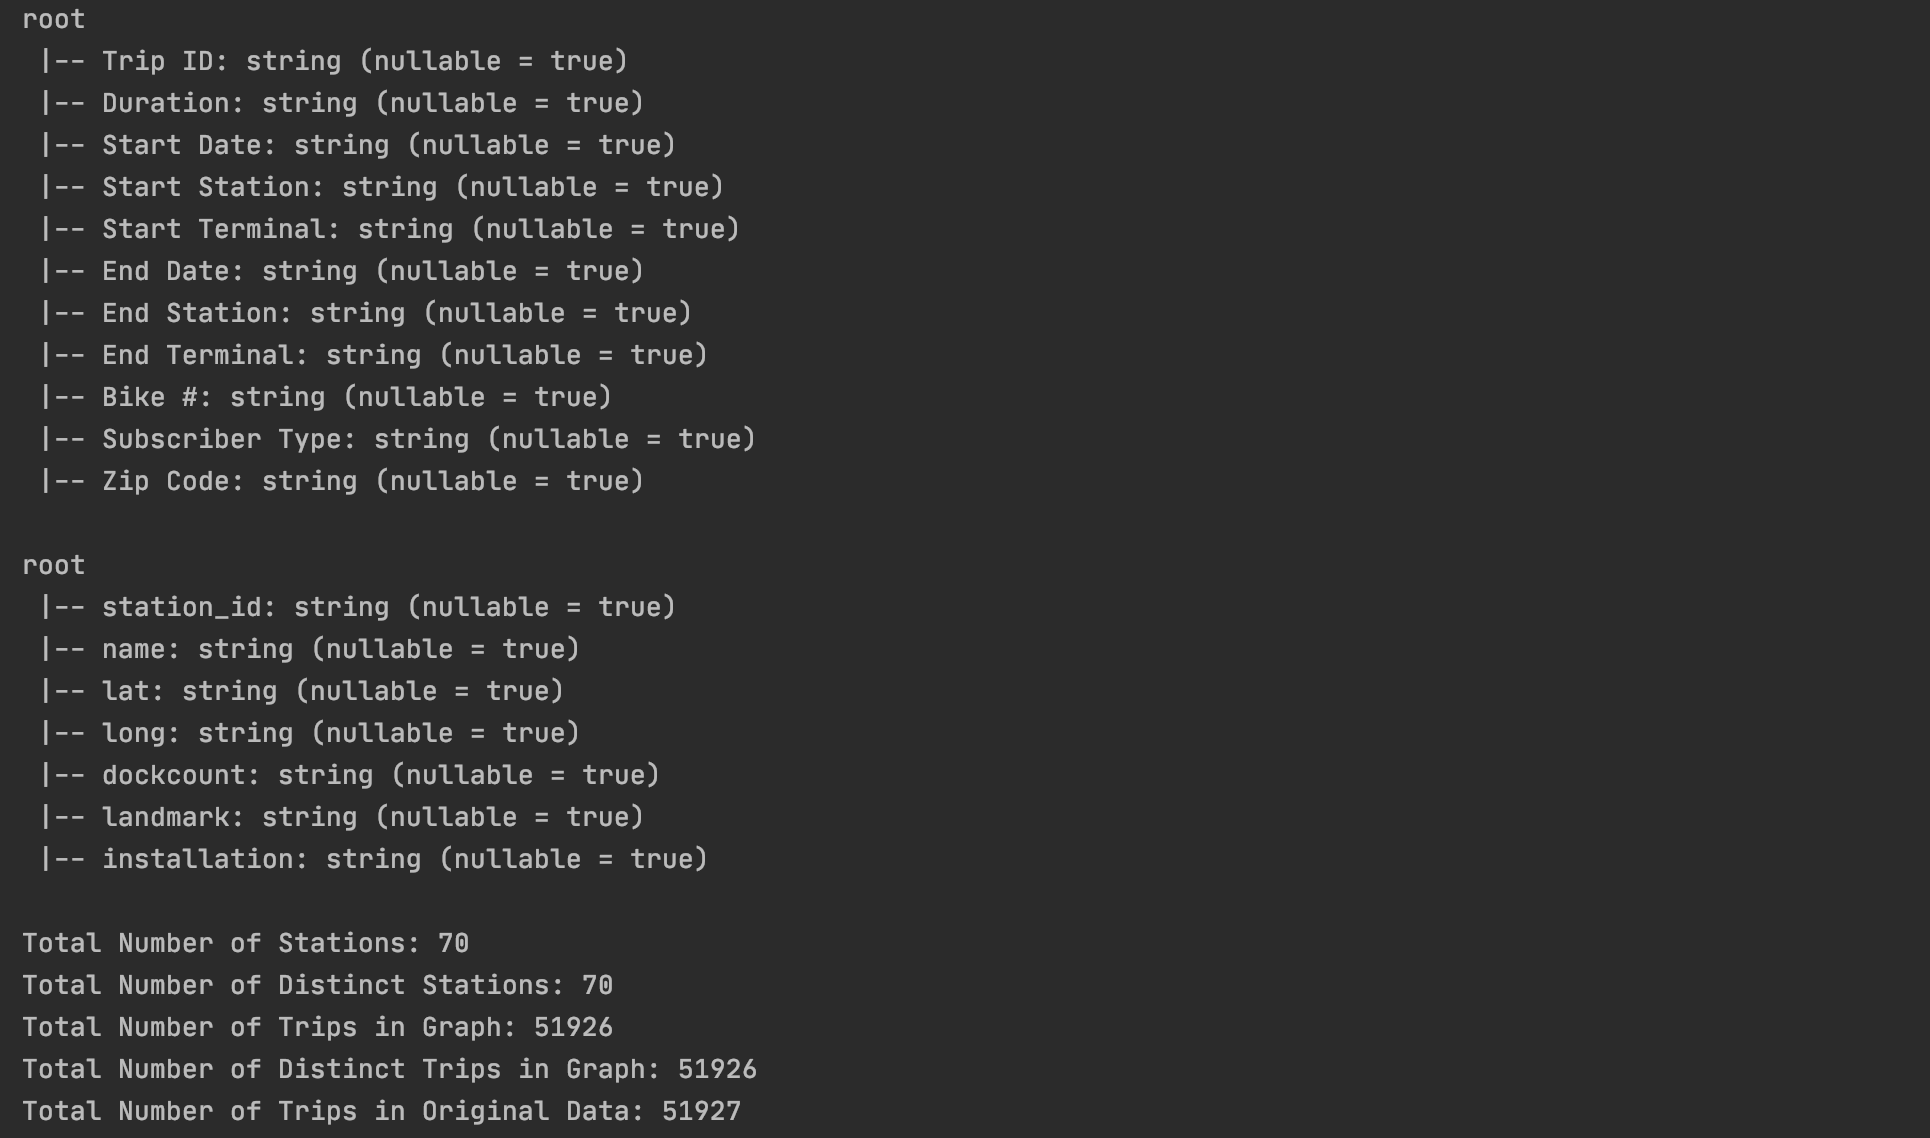 root
 |-- Trip ID: string (nullable = true)
 |-- Duration: string (nullable = true)
 |-- Start Date: string (nullable = true)
 |-- Start Station: string (nullable = true)
 |-- Start Terminal: string (nullable = true)
 |-- End Date: string (nullable = true)
 |-- End Station: string (nullable = true)
 |-- End Terminal: string (nullable = true)
 |-- Bike #: string (nullable = true)
 |-- Subscriber Type: string (nullable = true)
 |-- Zip Code: string (nullable = true)

root
 |-- station_id: string (nullable = true)
 |-- name: string (nullable = true)
 |-- lat: string (nullable = true)
 |-- long: string (nullable = true)
 |-- dockcount: string (nullable = true)
 |-- landmark: string (nullable = true)
 |-- installation: string (nullable = true)

Total Number of Stations: 70
Total Number of Distinct Stations: 70
Total Number of Trips in Graph: 51926
Total Number of Distinct Trips in Graph: 51926
Total Number of Trips in Original Data: 51927